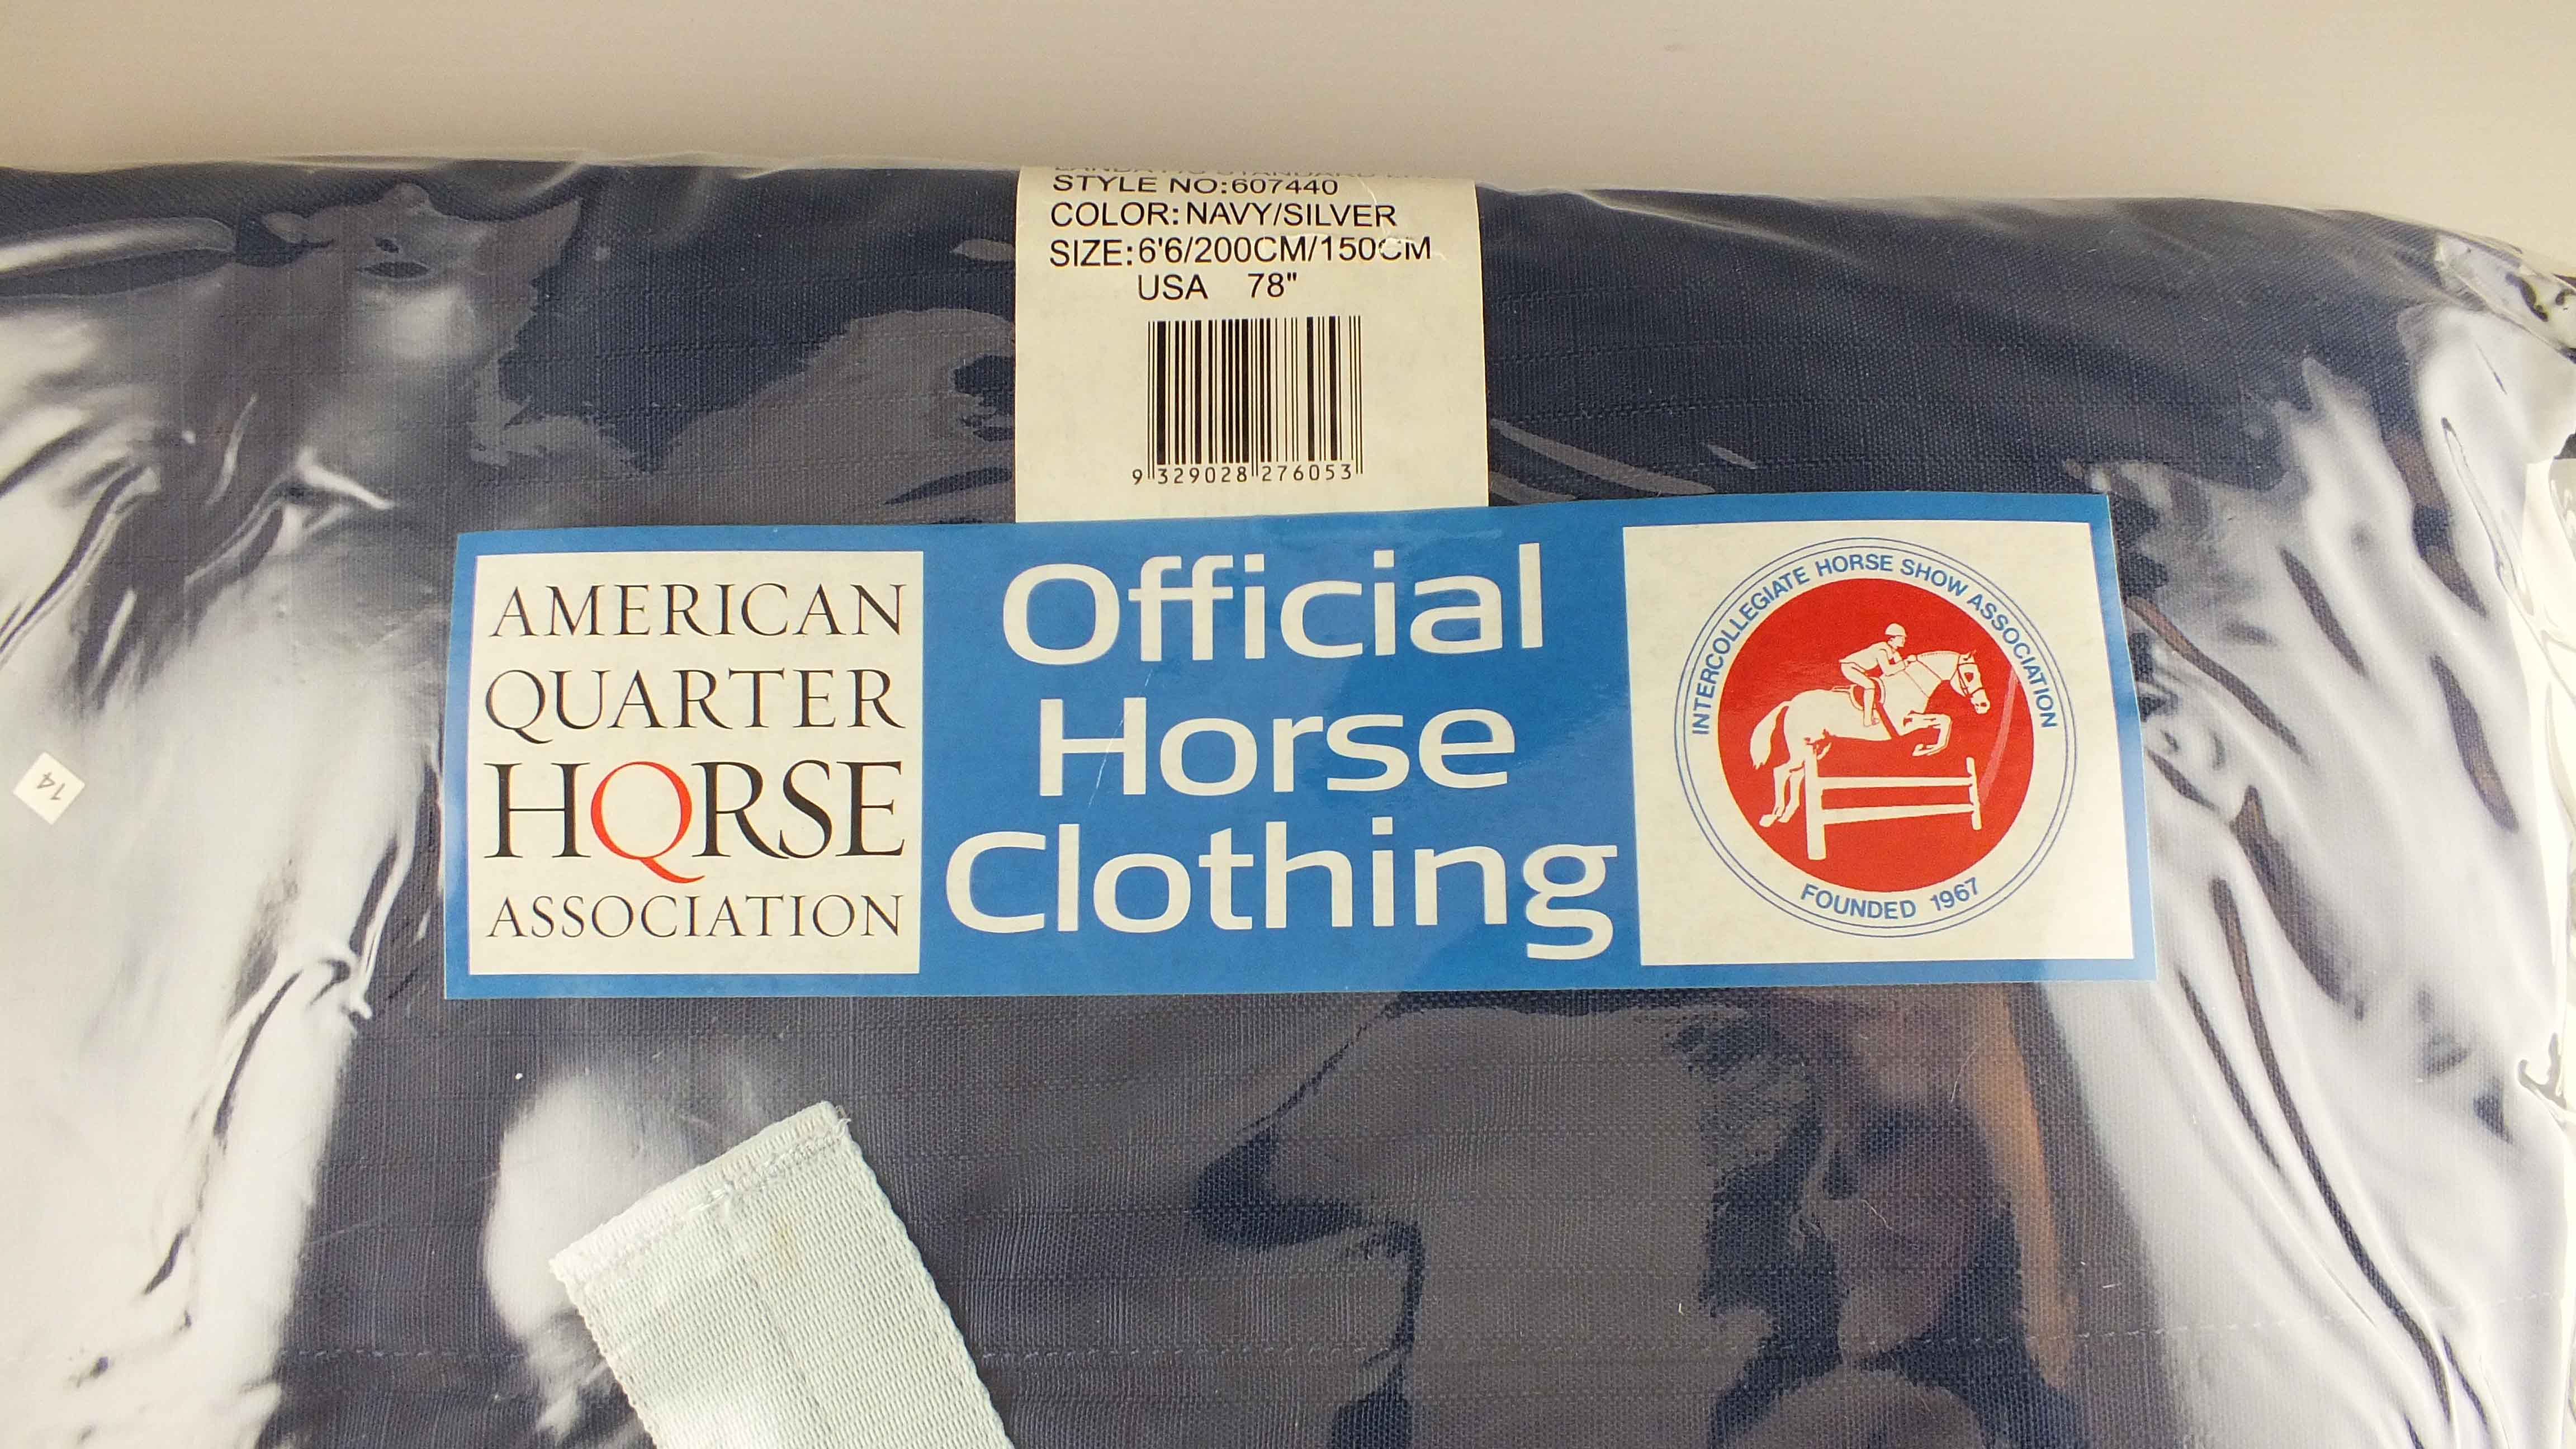 STYLE NO:607440
COLOR: NAVY/SILVER
SIZE:6'6/200CM/150CM
USA 78"
9 329028 276053
AMERICAN
QUARTER
HQRSE
ASSOCIATION
Official
Horse
Clothing
INTERCOLLEGIATE HORSE SHOW ASSOCIATION
FOUNDED 1967
14